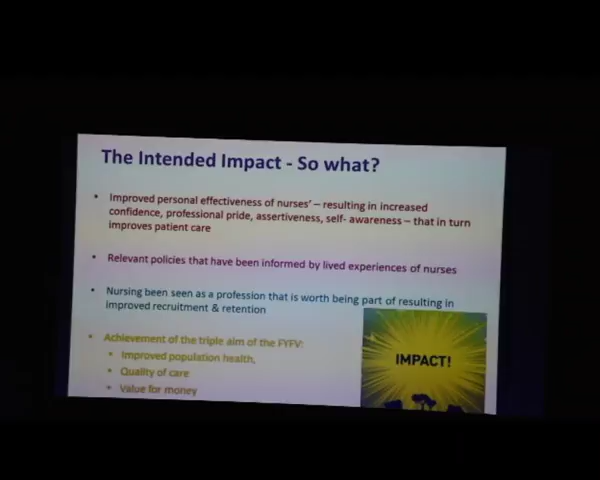 The Intended Impact - So what?
• Improved personal effectiveness of nurses' – resulting in increased
confidence, professional pride, assertiveness, self- awareness – that in turn
improves patient care
• Relevant policies that have been informed by lived experiences of nurses
• Nursing been seen as a profession that is worth being part of resulting in
improved recruitment & retention
• Achievement of the triple aim of the FYFV:
• Improved population health,
• Quality of care
• Value for money
IMPACT!